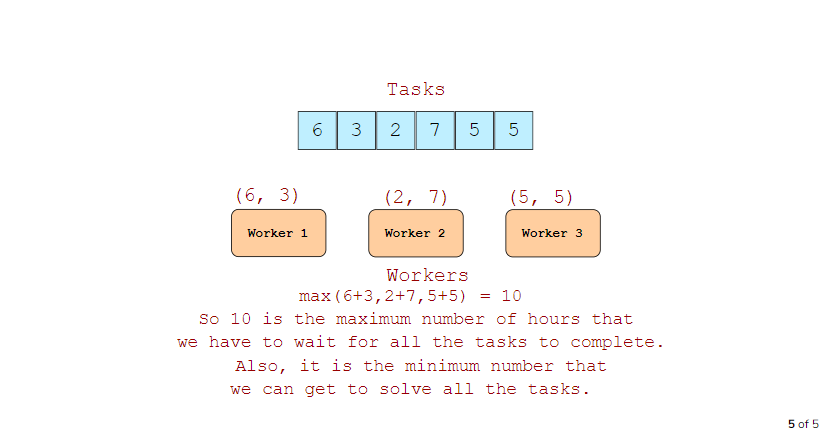 Tasks
6 3 2 7 5 5
(6, 3) (2, 7) (5, 5)
Worker 1 Worker 2 Worker 3
Workers
max(6+3,2+7,5+5) = 10
So 10 is the maximum number of hours that
we have to wait for all the tasks to complete.
Also, it is the minimum number that
we can get to solve all the tasks.
5 of 5